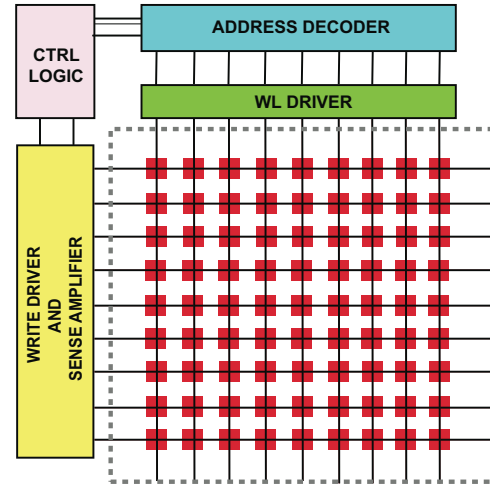 CTRL
LOGIC
ADDRESS DECODER
WL DRIVER
WRITE DRIVER
AND
SENSE AMPLIFIER